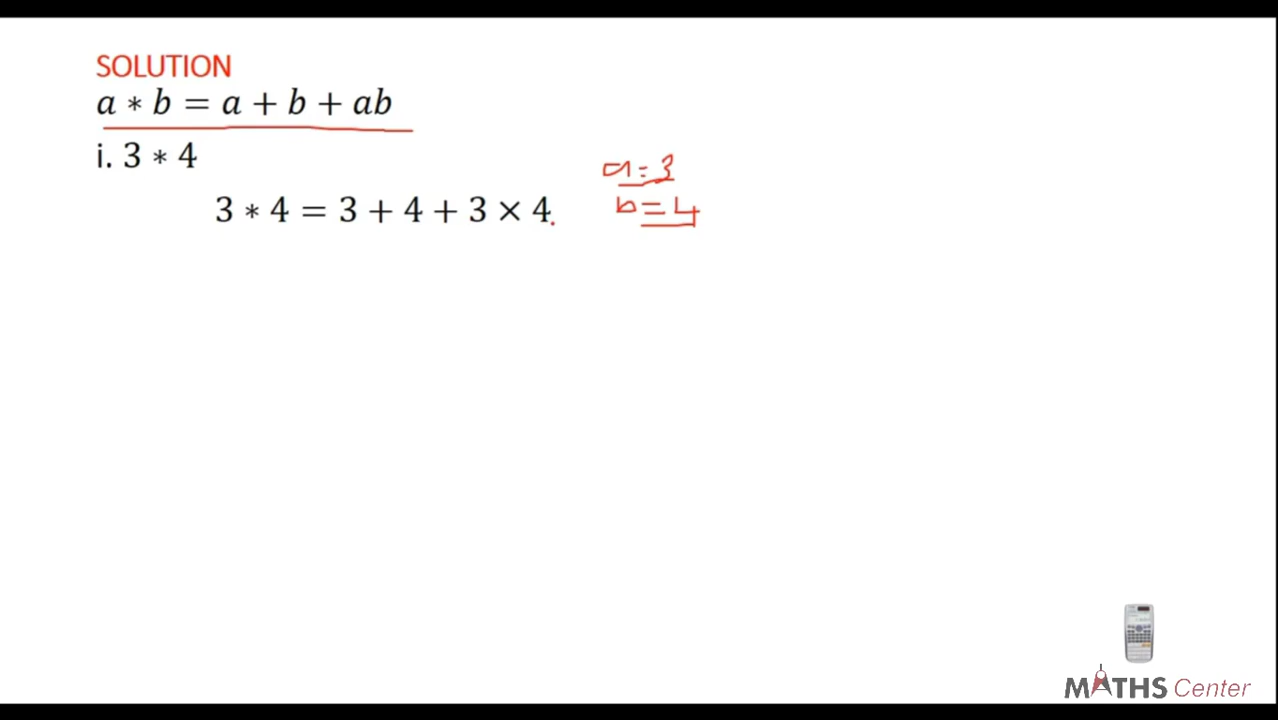 SOLUTION
a ∗ b = a + b + ab
i. 3 ∗ 4
a = 3
3 ∗ 4 = 3 + 4 + 3 × 4.
b = 4
MATHS Center